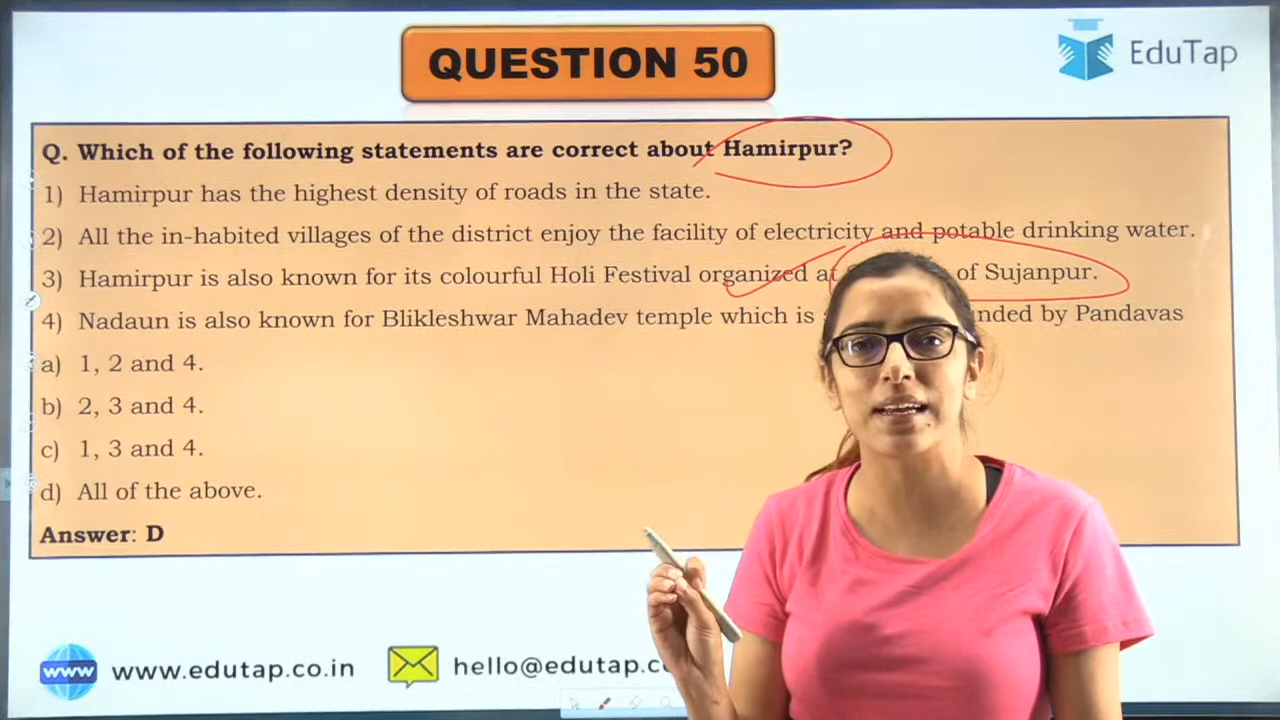 QUESTION 50
EduTap
Q. Which of the following statements are correct about Hamirpur?
1) Hamirpur has the highest density of roads in the state.
2) All the in-habited villages of the district enjoy the facility of electricity and potable drinking water.
3) Hamirpur is also known for its colourful Holi Festival organized at of Sujanpur.
4) Nadaun is also known for Blikleshwar Mahadev temple which is by Pandavas
a) 1, 2 and 4.
b) 2, 3 and 4.
c) 1, 3 and 4.
d) All of the above.
Answer: D
www www.edutap.co.in hello@edutap.c